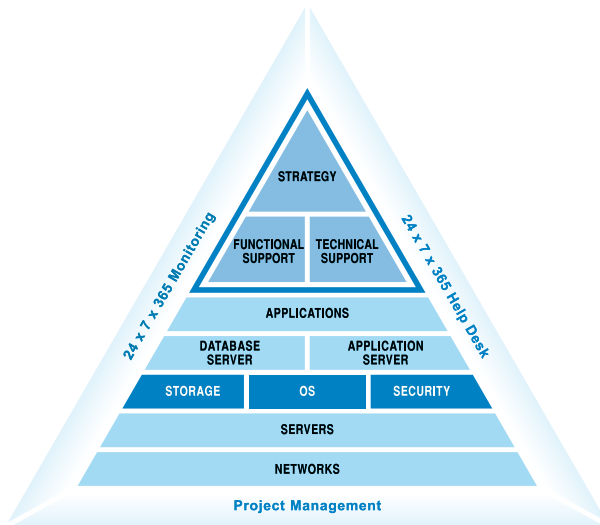 STRATEGY
FUNCTIONAL
SUPPORT
TECHNICAL
SUPPORT
24 x 7 x 365 Monitoring
24 x 7 x 365 Help Desk
APPLICATIONS
DATABASE
SERVER
APPLICATION
SERVER
STORAGE
OS
SECURITY
SERVERS
NETWORKS
Project Management